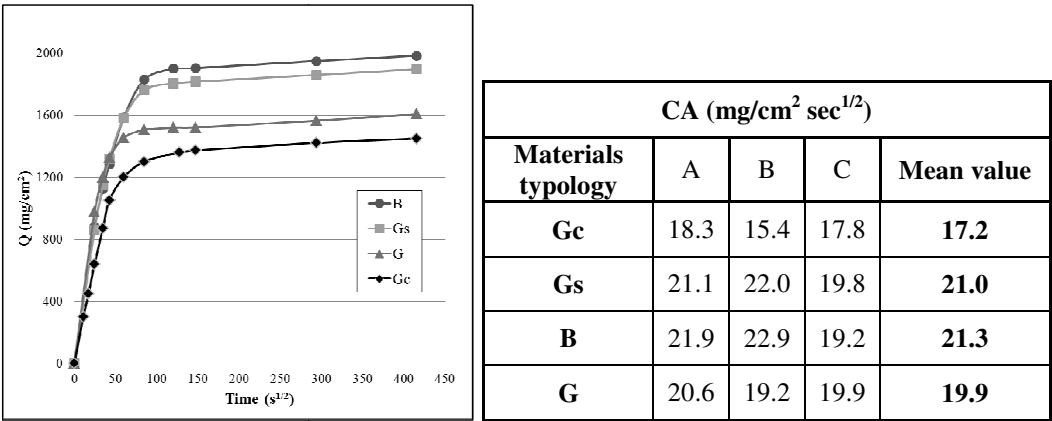 2000
1600
1200
800
400
0
Q (mg/cm²)
B
Gs
G
Gc
0 50 100 150 200 250 300 350 400 450
Time (s^1/2)
CA (mg/cm² sec^1/2)
Materials typology A B C Mean value
Gc 18.3 15.4 17.8 17.2
Gs 21.1 22.0 19.8 21.0
B 21.9 22.9 19.2 21.3
G 20.6 19.2 19.9 19.9